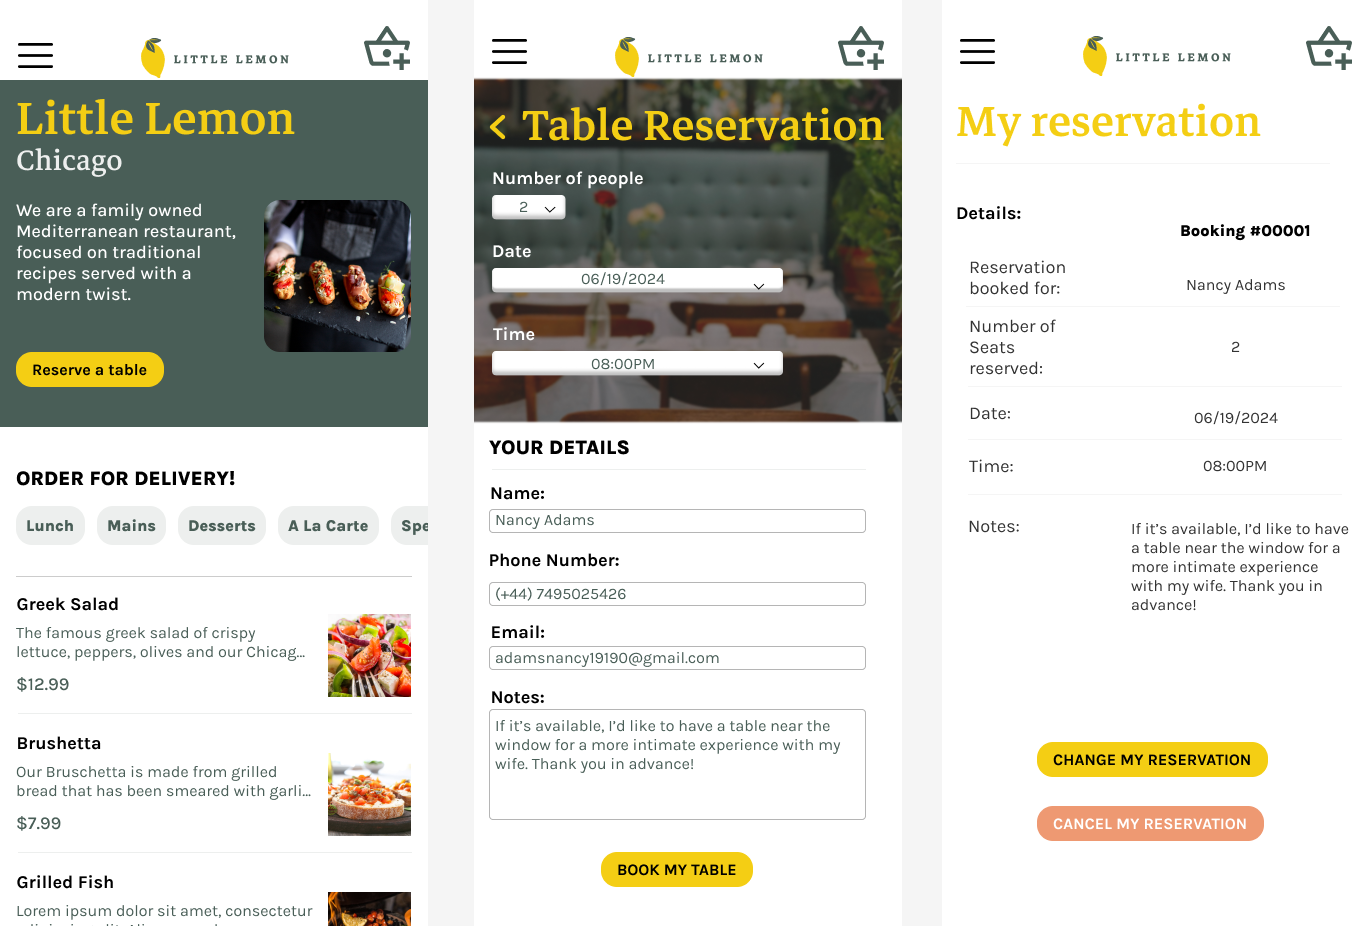 LITTLE LEMON
Little Lemon
Chicago
We are a family owned
Mediterranean restaurant,
focused on traditional
recipes served with a
modern twist.
Reserve a table
ORDER FOR DELIVERY!
Lunch Mains Desserts A La Carte Spe
Greek Salad
The famous greek salad of crispy
lettuce, peppers, olives and our Chicag...
$12.99
Brushetta
Our Bruschetta is made from grilled
bread that has been smeared with garli...
$7.99
Grilled Fish
Lorem ipsum dolor sit amet, consectetur
LITTLE LEMON
< Table Reservation
Number of people
2
Date
06/19/2024
Time
08:00PM
YOUR DETAILS
Name:
Nancy Adams
Phone Number:
(+44) 7495025426
Email:
adamsnancy19190@gmail.com
Notes:
If it’s available, I’d like to have a table near the
window for a more intimate experience with my
wife. Thank you in advance!
BOOK MY TABLE
LITTLE LEMON
My reservation
Details:
Booking #00001
Reservation
booked for:
Nancy Adams
Number of
Seats
reserved:
2
Date:
06/19/2024
Time:
08:00PM
Notes:
If it’s available, I’d like to have
a table near the window for a
more intimate experience
with my wife. Thank you in
advance!
CHANGE MY RESERVATION
CANCEL MY RESERVATION